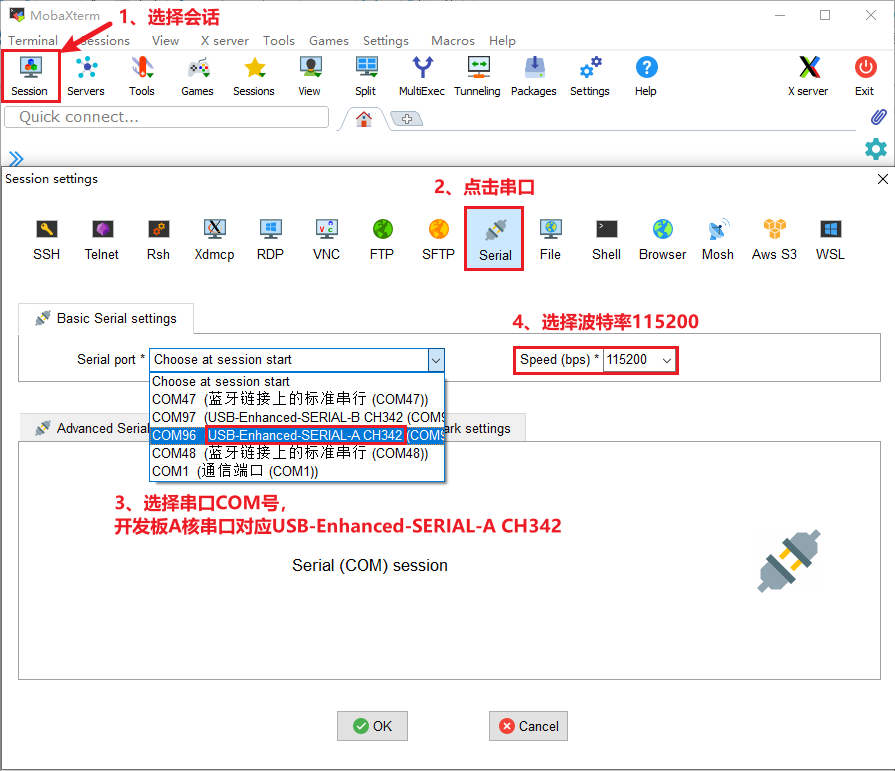 MobaXterm
1、选择会话
Terminal Sessions View X server Tools Games Settings Macros Help
Session Servers Tools Games Sessions View Split MultiExec Tunneling Packages Settings Help X server Exit
Quick connect...
Session settings
2、点击串口
SSH Telnet Rsh Xdmcp RDP VNC FTP SFTP Serial File Shell Browser Mosh Aws S3 WSL
4、选择波特率115200
Basic Serial settings
Serial port * Choose at session start Speed (bps) * 115200
Choose at session start
COM47 (蓝牙链接上的标准串行 (COM47))
COM97 (USB-Enhanced-SERIAL-B CH342 (COM9
Advanced Serial rk settings
COM96 (USB-Enhanced-SERIAL-A CH342 (COM9
COM48 (蓝牙链接上的标准串行 (COM48))
COM1 (通信端口 (COM1))
3、选择串口COM号，
开发板A核串口对应USB-Enhanced-SERIAL-A CH342
Serial (COM) session
OK Cancel